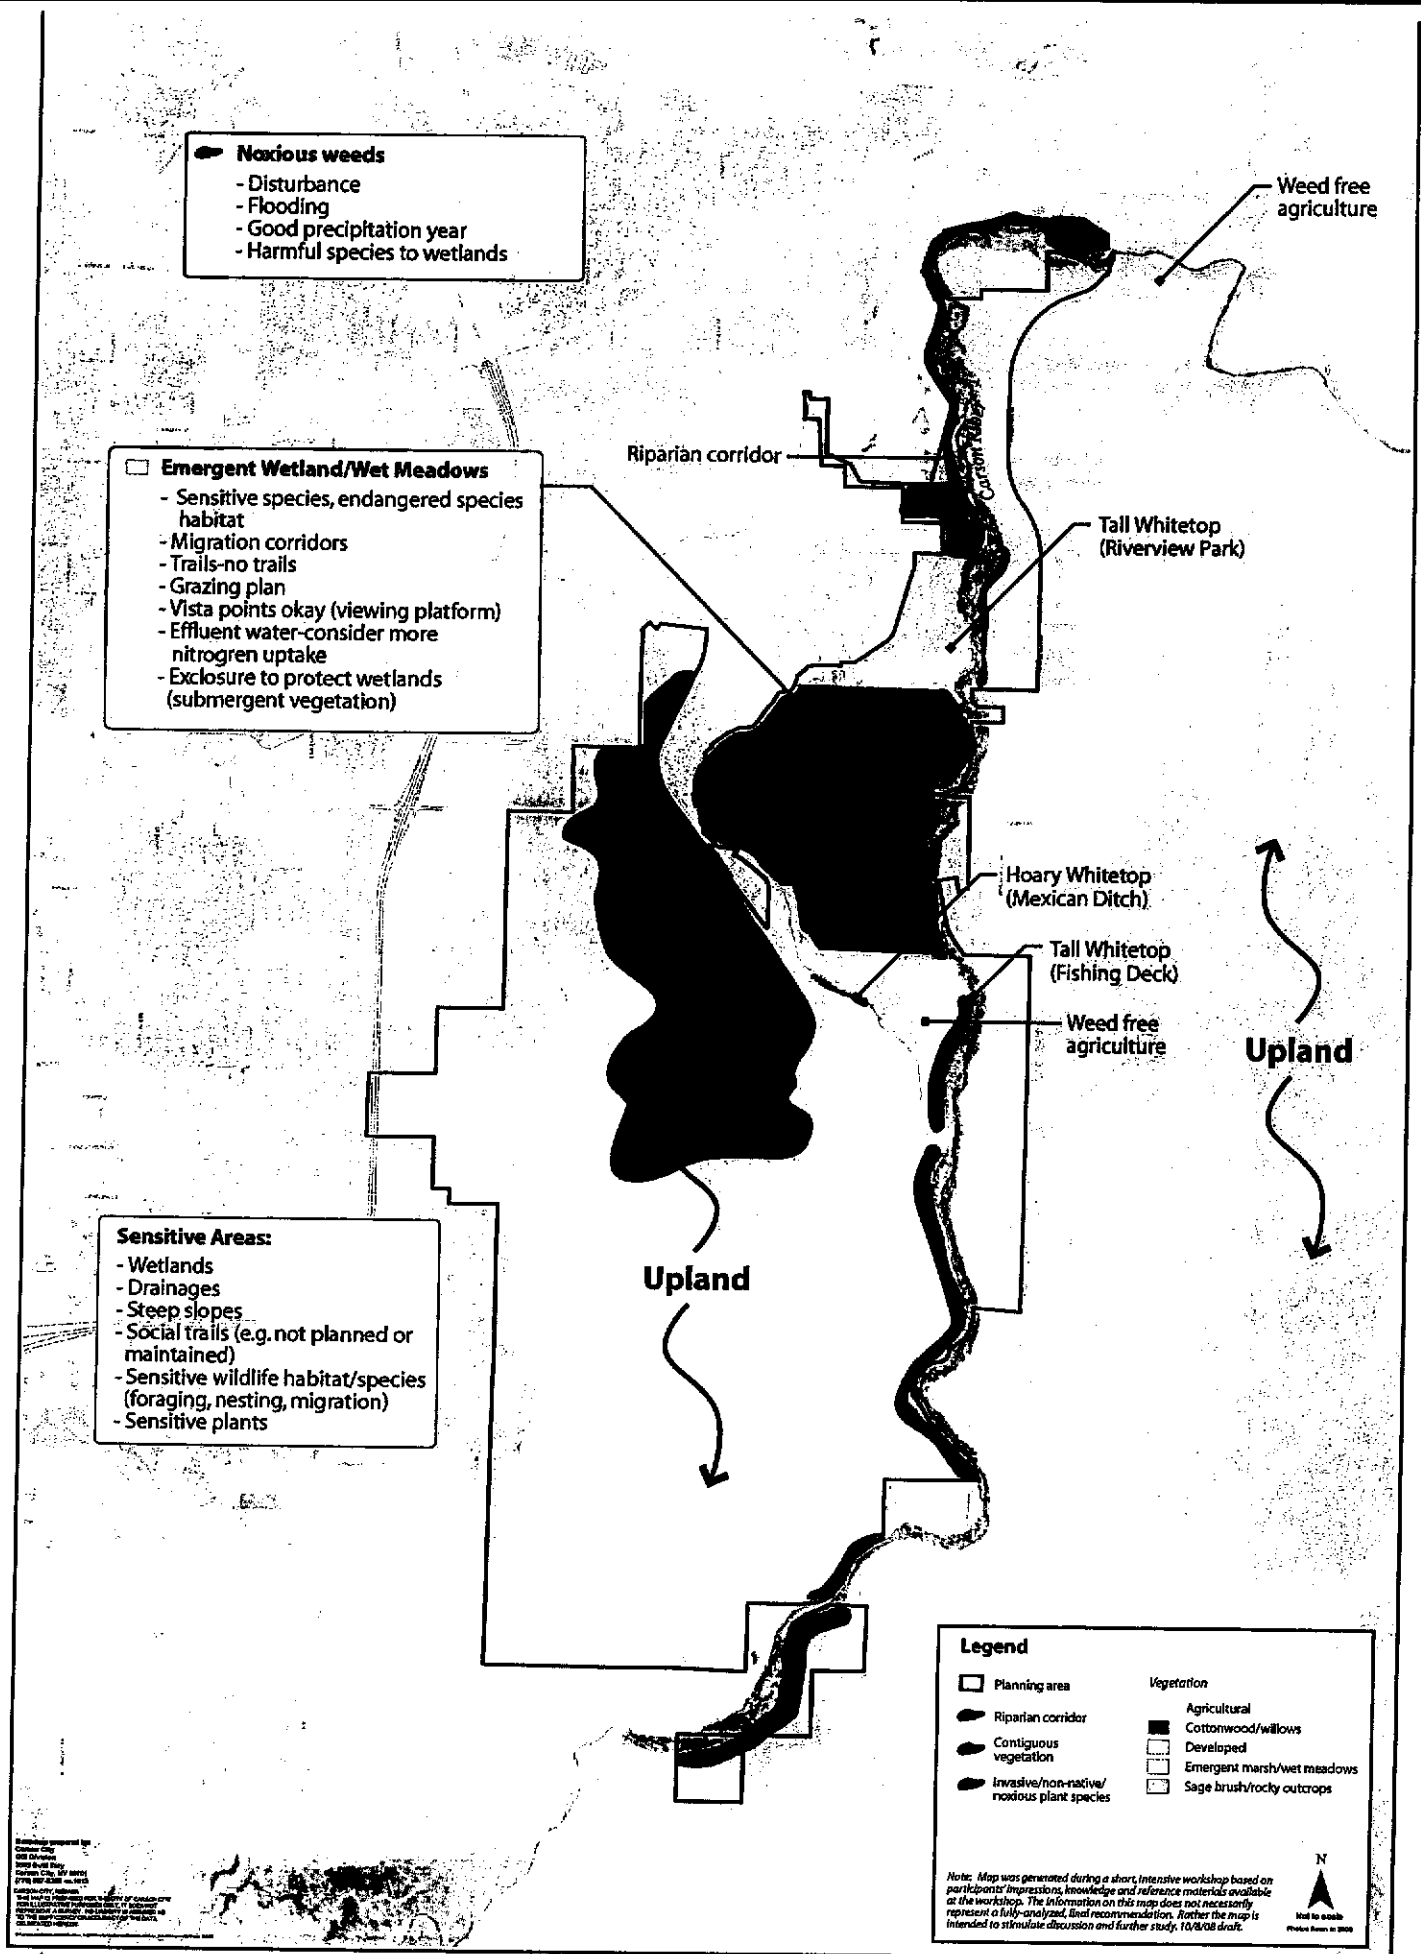 Noxious weeds
- Disturbance
- Flooding
- Good precipitation year
- Harmful species to wetlands
Weed free
agriculture
Riparian corridor
Carson River
Emergent Wetland/Wet Meadows
- Sensitive species, endangered species
habitat
- Migration corridors
- Trails-no trails
- Grazing plan
- Vista points okay (viewing platform)
- Effluent water-consider more
nitrogren uptake
- Exclosure to protect wetlands
(submergent vegetation)
Tall Whitetop
(Riverview Park)
Hoary Whitetop
(Mexican Ditch)
Tall Whitetop
(Fishing Deck)
Weed free
agriculture
Upland
Sensitive Areas:
- Wetlands
- Drainages
- Steep slopes
- Social trails (e.g. not planned or
maintained)
- Sensitive wildlife habitat/species
(foraging, nesting, migration)
- Sensitive plants
Upland
Legend
Planning area
Riparian corridor
Contiguous
vegetation
Invasive/non-native/
noxious plant species
Vegetation
Agricultural
Cottonwood/willows
Developed
Emergent marsh/wet meadows
Sage brush/rocky outcrops
Note: Map was generated during a short, intensive workshop based on
participants' impressions, knowledge and reference materials available
at the workshop. The information on this map does not necessarily
represent a fully-analyzed, final recommendation. Rather the map is
intended to stimulate discussion and further study. 10/8/08 draft.
N
Not to scale
Carson City
GIS Division